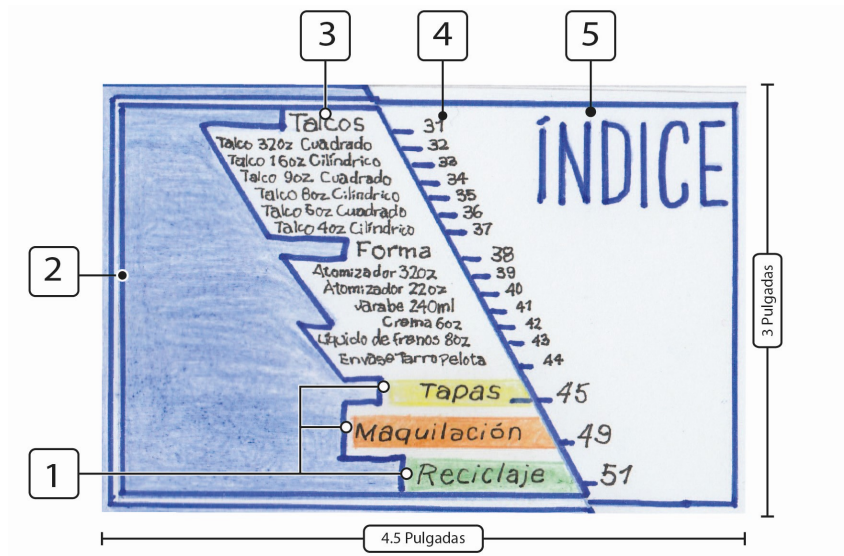 3 4 5
ÍNDICE
Talcos 31
Talco 32oz Cuadrado 32
Talco 16oz Cilíndrico 33
Talco 9oz Cuadrado 34
Talco 8oz Cilíndrico 35
Talco 6oz Cuadrado 36
Talco 4oz Cilíndrico 37
Forma 38
Atomizador 32oz 39
Atomizador 22oz 40
Jarabe 240ml 41
Crema 6oz 42
Líquido de franos 8oz 43
Envase Tarro pelota 44
Tapas 45
Maquilación 49
Reciclaje 51
2
1
3 Pulgadas
4.5 Pulgadas